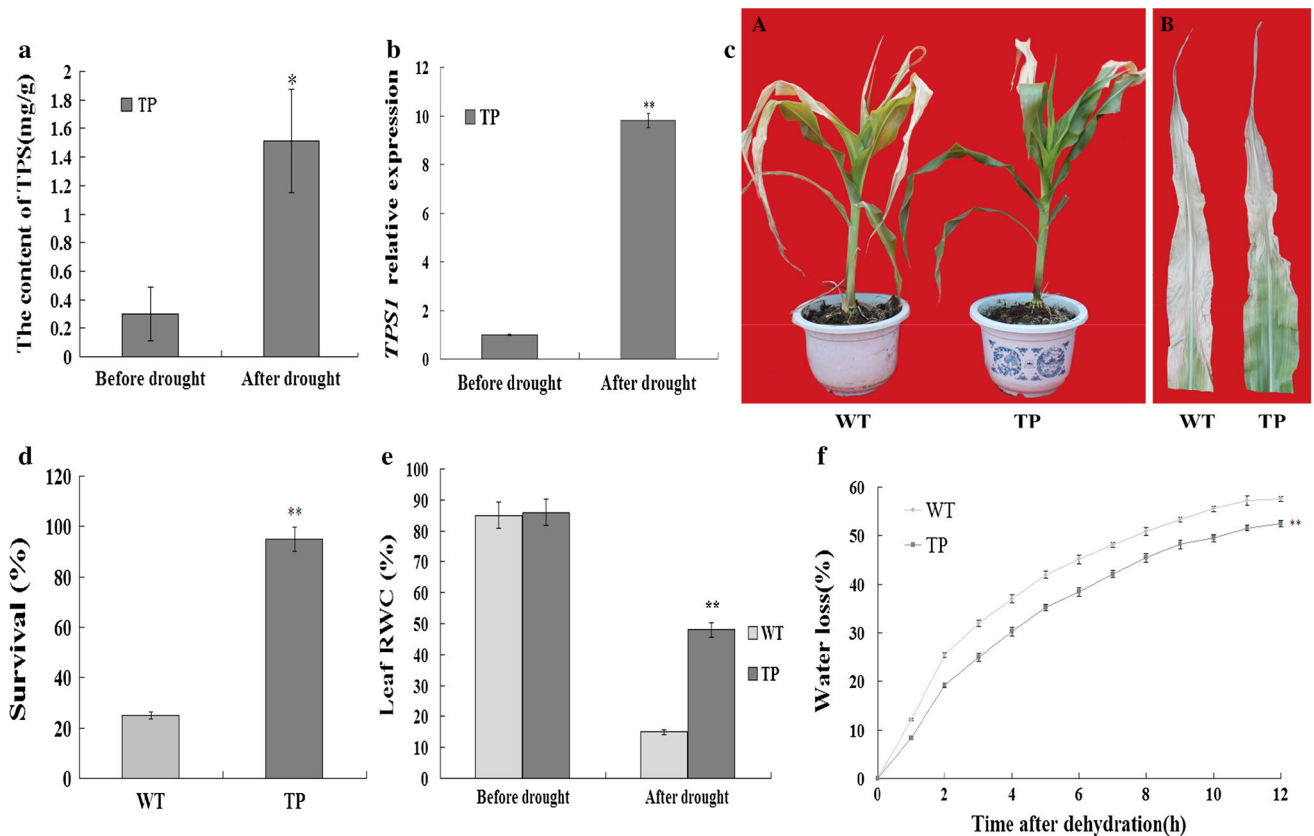 a
The content of TPS(mg/g)
2
1.8
1.6
1.4
1.2
1
0.8
0.6
0.4
0.2
0
TP
*
Before drought After drought
b
TPS1 relative expression
12
10
8
6
4
2
0
TP
**
Before drought After drought
c
A
WT TP
B
WT TP
d
Survival (%)
120
100
80
60
40
20
0
**
WT TP
e
Leaf RWC (%)
100
90
80
70
60
50
40
30
20
10
0
**
WT
TP
Before drought After drought
f
Water loss(%)
60
50
40
30
20
10
0
WT
TP
**
0 2 4 6 8 10 12
Time after dehydration(h)